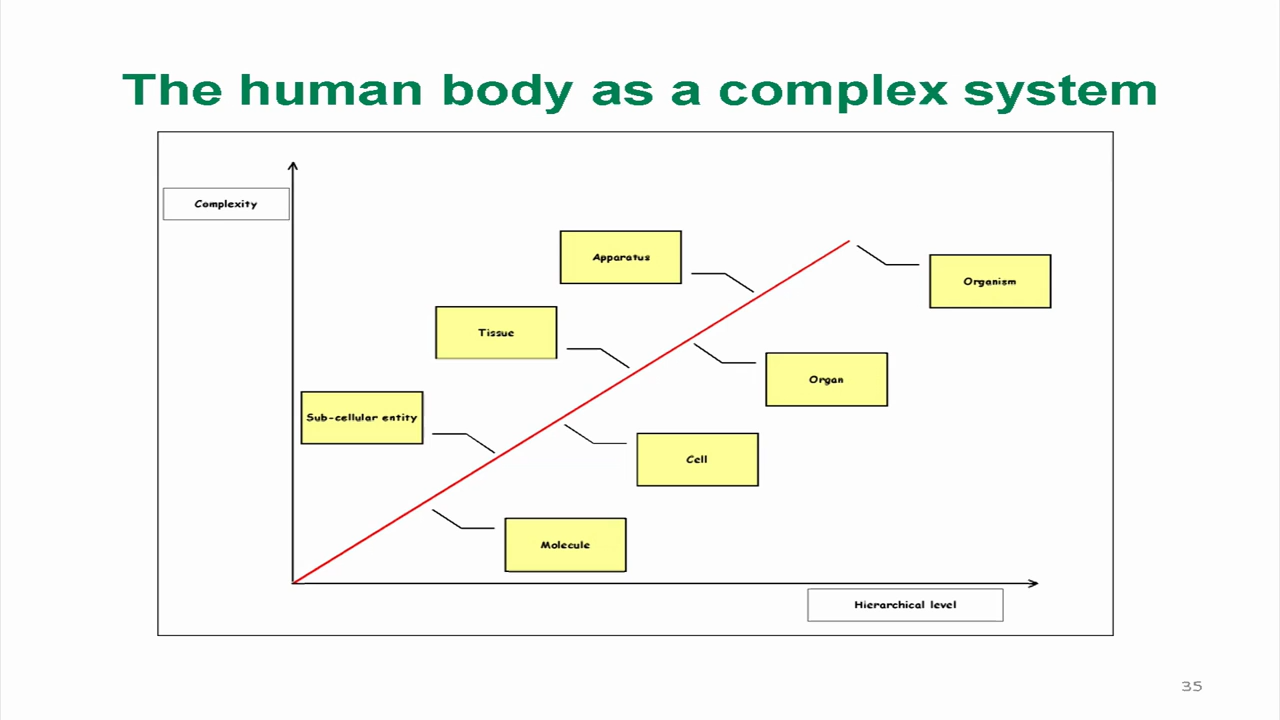 The human body as a complex system
Complexity
Apparatus
Organism
Tissue
Organ
Sub-cellular entity
Cell
Molecule
Hierarchical level
35